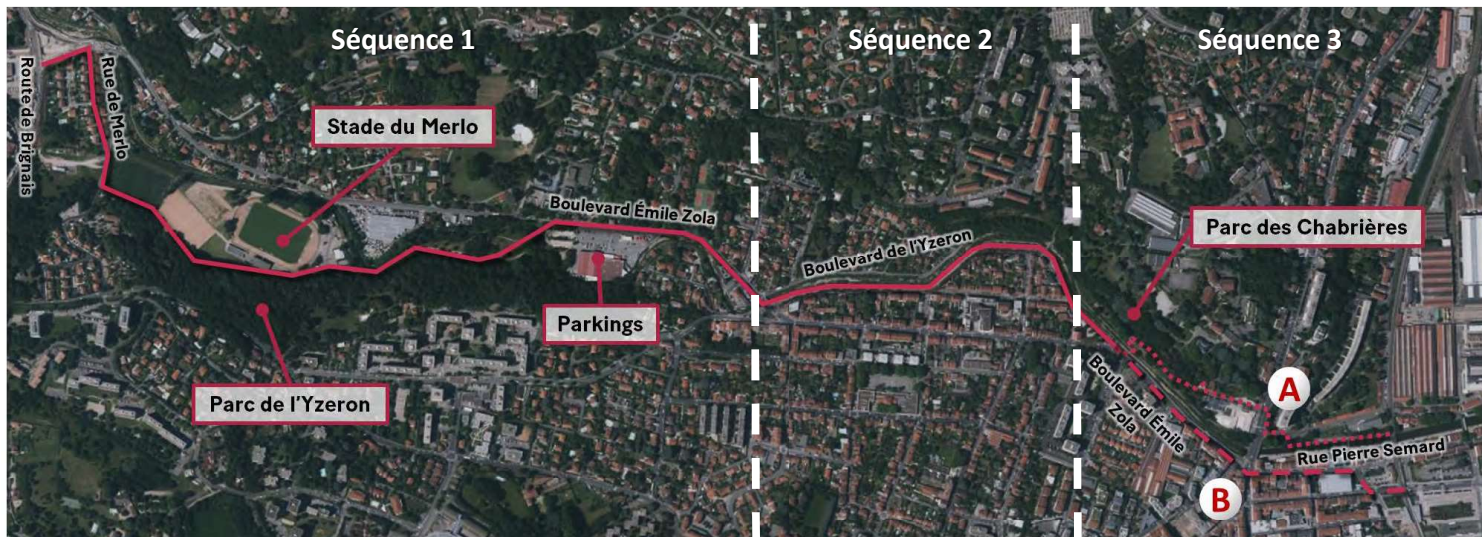 Séquence 1
Séquence 2
Séquence 3
Route de Brignais
Rue de Merlo
Stade du Merlo
Boulevard Émile Zola
Parkings
Parc de l'Yzeron
Boulevard de l'Yzeron
Parc des Chabrières
A
Boulevard Émile
Zola
Rue Pierre Semard
B